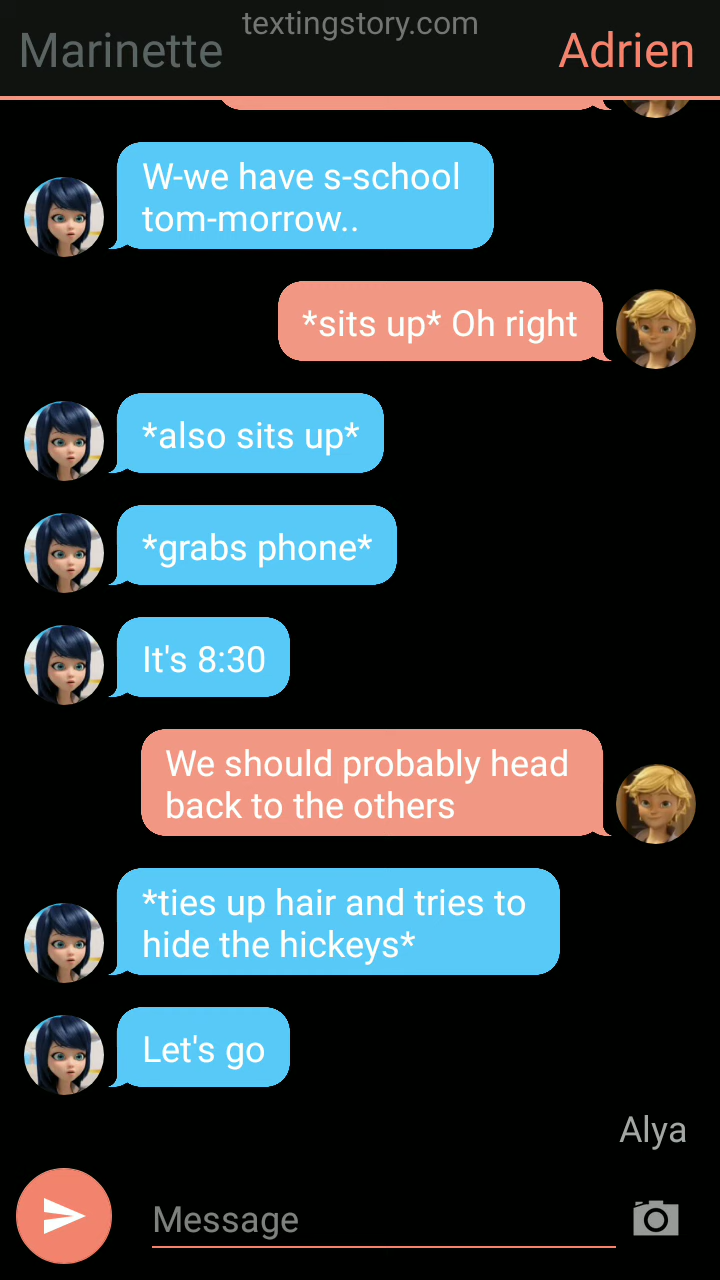 textingstory.com
Marinette
Adrien
W-we have s-school
tom-morrow..
*sits up* Oh right
*also sits up*
*grabs phone*
It's 8:30
We should probably head
back to the others
*ties up hair and tries to
hide the hickeys*
Let's go
Alya
Message